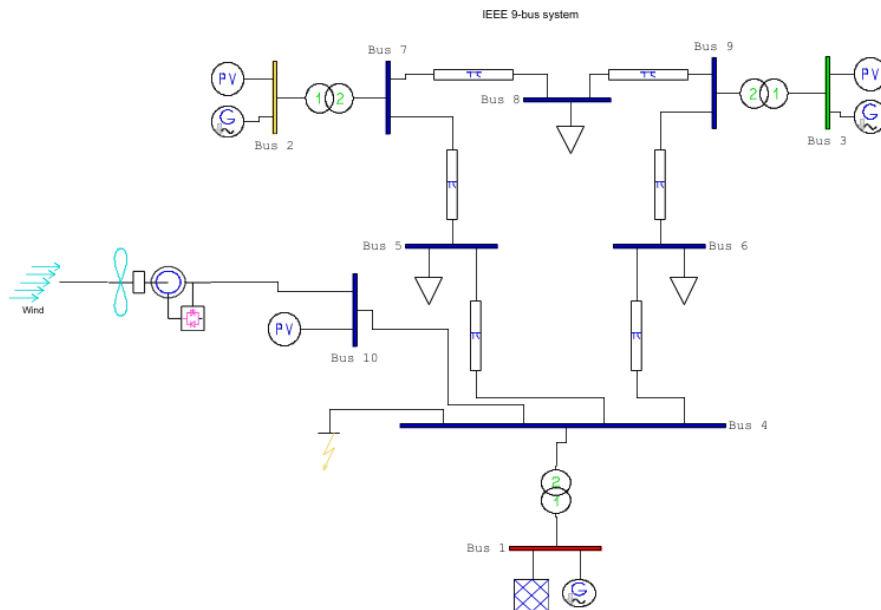 IEEE 9-bus system
Bus 7
Bus 9
PV
1 2
π
π
2 1
PV
Bus 8
G
G
Bus 2
Bus 3
π
π
Bus 5
Bus 6
Wind
PV
π
π
Bus 10
Bus 4
2
1
Bus 1
G